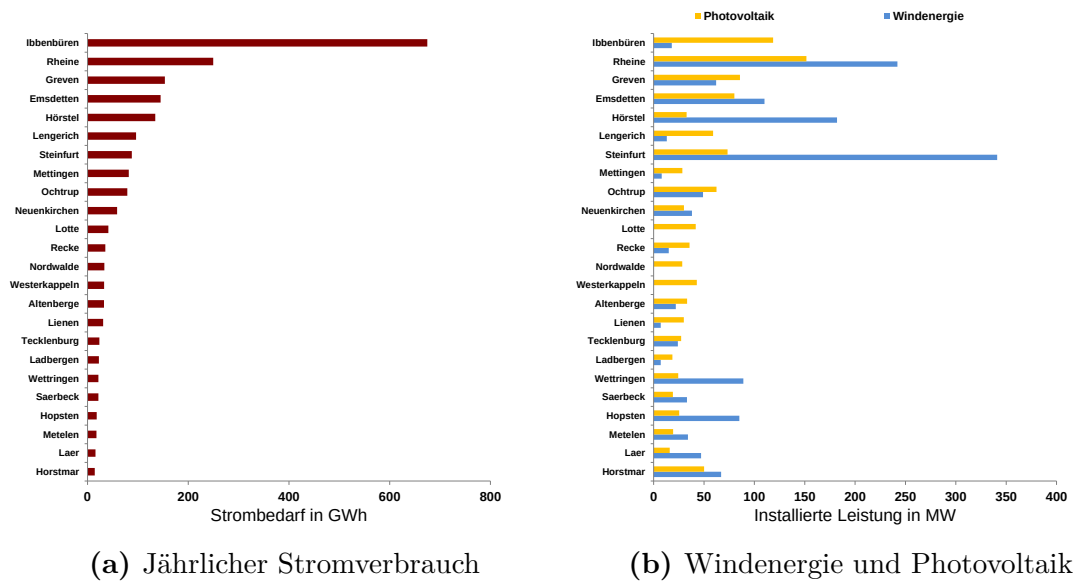 Ibbenbüren
Rheine
Greven
Emsdetten
Hörstel
Lengerich
Steinfurt
Mettingen
Ochtrup
Neuenkirchen
Lotte
Recke
Nordwalde
Westerkappeln
Altenberge
Lienen
Tecklenburg
Ladbergen
Wettringen
Saerbeck
Hopsten
Metelen
Laer
Horstmar
0 200 400 600 800
Strombedarf in GWh
(a) Jährlicher Stromverbrauch
Photovoltaik Windenergie
Ibbenbüren
Rheine
Greven
Emsdetten
Hörstel
Lengerich
Steinfurt
Mettingen
Ochtrup
Neuenkirchen
Lotte
Recke
Nordwalde
Westerkappeln
Altenberge
Lienen
Tecklenburg
Ladbergen
Wettringen
Saerbeck
Hopsten
Metelen
Laer
Horstmar
0 50 100 150 200 250 300 350 400
Installierte Leistung in MW
(b) Windenergie und Photovoltaik